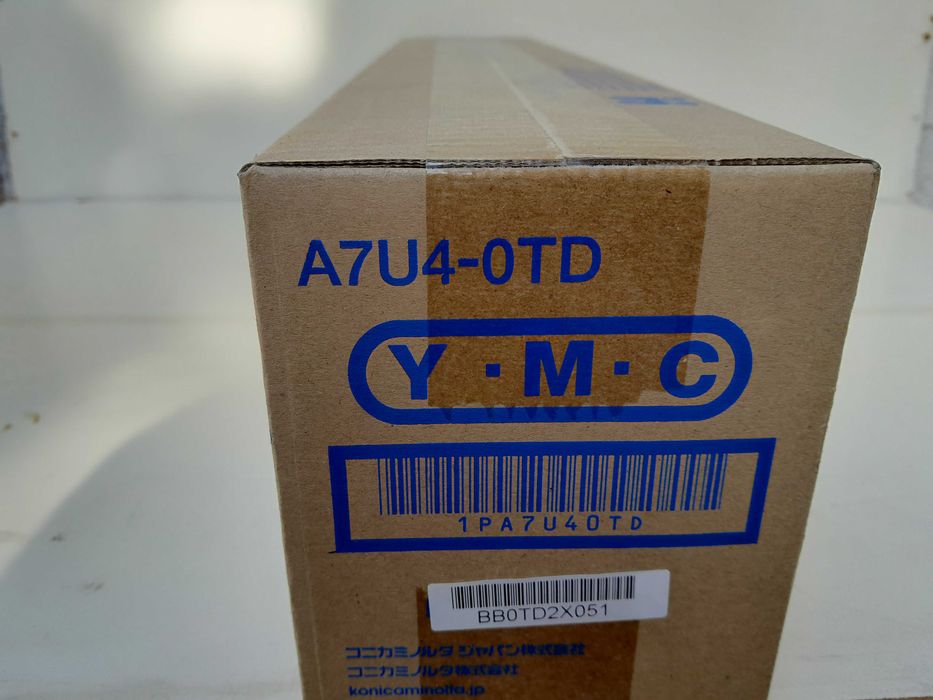 A7U4-0TD
Y・M・C
1PA7U40TD
BB0TD2X051
コニカミノルタ ジャパン株式会社
コニカミノルタ株式会社
konicaminolta.jp